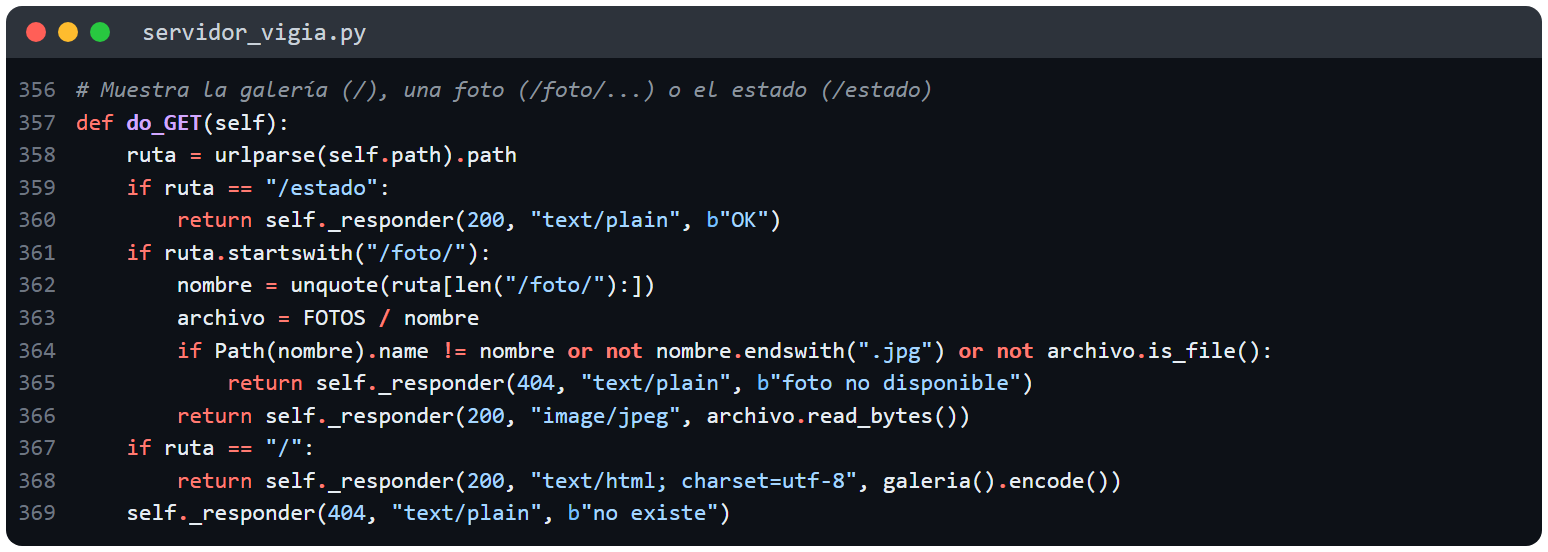 servidor_vigia.py
356 # Muestra la galería (/), una foto (/foto/...) o el estado (/estado)
357 def do_GET(self):
358     ruta = urlparse(self.path).path
359     if ruta == "/estado":
360         return self._responder(200, "text/plain", b"OK")
361     if ruta.startswith("/foto/"):
362         nombre = unquote(ruta[len("/foto/"):])
363         archivo = FOTOS / nombre
364         if Path(nombre).name != nombre or not nombre.endswith(".jpg") or not archivo.is_file():
365             return self._responder(404, "text/plain", b"foto no disponible")
366         return self._responder(200, "image/jpeg", archivo.read_bytes())
367     if ruta == "/":
368         return self._responder(200, "text/html; charset=utf-8", galeria().encode())
369     self._responder(404, "text/plain", b"no existe")